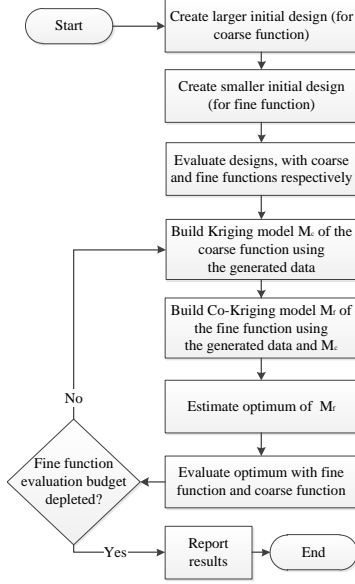 Start
Create larger initial design (for
coarse function)
Create smaller initial design
(for fine function)
Evaluate designs, with coarse
and fine functions respectively
Build Kriging model Mc of the
coarse function using
the generated data
Build Co-Kriging model Mf of
the fine function using
the generated data and Mc
Estimate optimum of Mf
Evaluate optimum with fine
function and coarse function
No
Fine function
evaluation budget
depleted?
Yes
Report
results
End